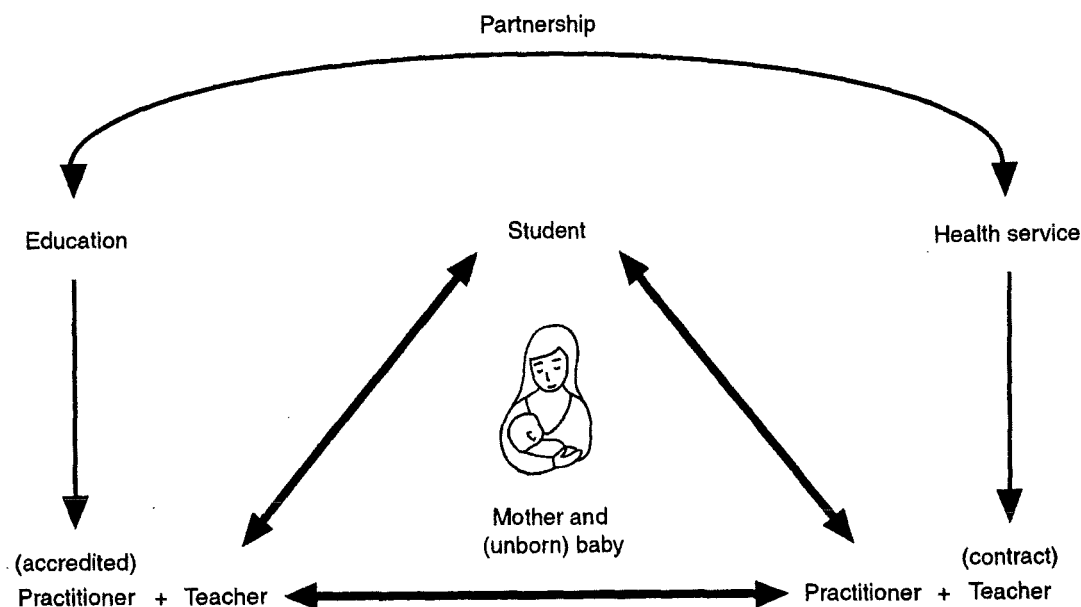 Partnership
Education
Student
Health service
Mother and
(unborn) baby
(accredited)
Practitioner + Teacher
(contract)
Practitioner + Teacher